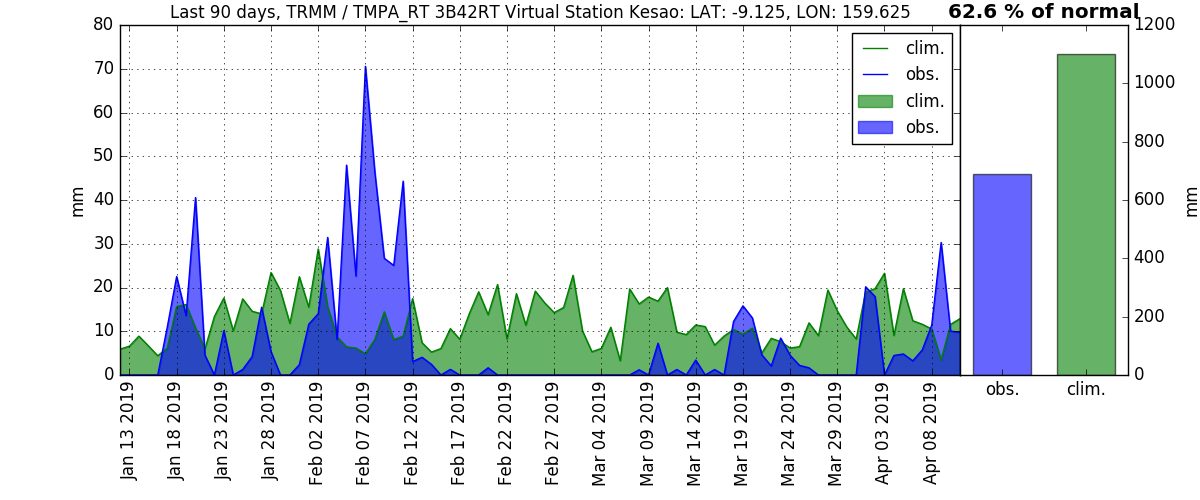 Last 90 days, TRMM / TMPA_RT 3B42RT Virtual Station Kesao: LAT: -9.125, LON: 159.625
62.6 % of normal
80
70
60
50
40
30
20
10
0
mm
clim.
obs.
clim.
obs.
1200
1000
800
600
400
200
0
mm
obs.
clim.
Jan 13 2019
Jan 18 2019
Jan 23 2019
Jan 28 2019
Feb 02 2019
Feb 07 2019
Feb 12 2019
Feb 17 2019
Feb 22 2019
Feb 27 2019
Mar 04 2019
Mar 09 2019
Mar 14 2019
Mar 19 2019
Mar 24 2019
Mar 29 2019
Apr 03 2019
Apr 08 2019